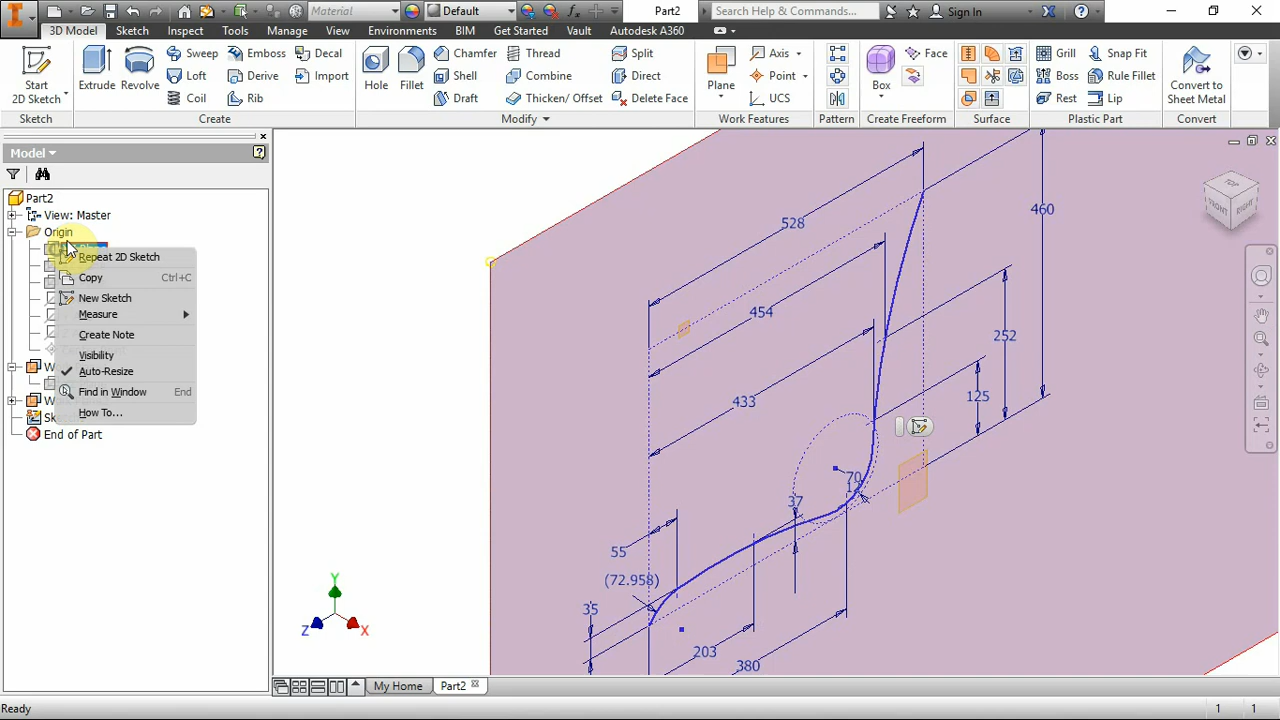 Material Default Part2 Search Help & Commands... Sign In
3D Model Sketch Inspect Tools Manage View Environments BIM Get Started Vault Autodesk A360
Start 2D Sketch Extrude Revolve Sweep Emboss Decal
Loft Derive Import
Coil Rib
Hole Fillet Chamfer Thread Split
Shell Combine Direct
Draft Thicken/ Offset Delete Face
Plane Axis Point UCS
Box Face
Grill Snap Fit
Boss Rule Fillet
Rest Lip
Convert to Sheet Metal
Sketch Create Modify Work Features Pattern Create Freeform Surface Plastic Part Convert
Model
Part2
View: Master
Origin
Repeat 2D Sketch
Copy Ctrl+C
New Sketch
Measure
Create Note
Visibility
Auto-Resize
Find in Window End
How To...
End of Part
528
460
454
252
433
125
70
37
55
(72.958)
35
203
380
TOP
FRONT
RIGHT
Y
Z
X
My Home Part2
Ready 1 1